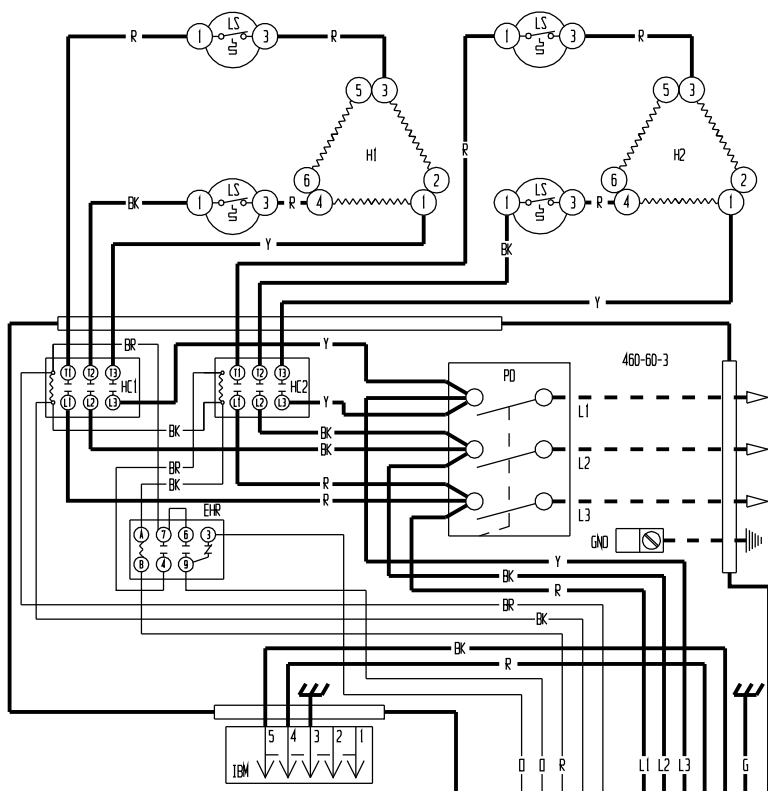 LS LS
1 3 1 3
R R R
5 3 5 3
H1 R H2
6 2 6 2
LS LS
BK 1 3 R 4 1 1 3 R 4 1
Y BK
Y
BR Y 460-60-3
T1 T2 T3 T1 T2 T3 PD
HC1 HC2
L1 L2 L3 L1 L2 L3 Y
L1
BK BK
BK
BR L2
BK R
R
EHR L3
A 7 6 3 GND
B 4 9 Y
BK
R
BR
BK
BK
R
5 4 3 2 1
IBM O O R L1 L2 L3 G